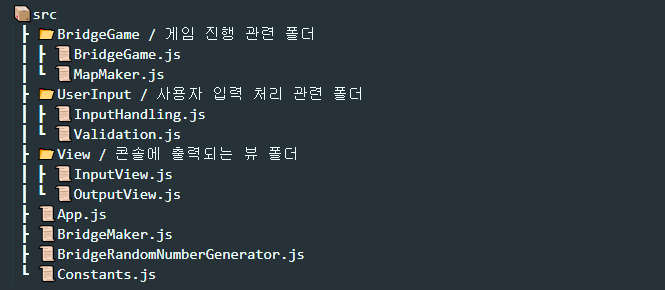 src
BridgeGame / 게임 진행 관련 폴더
BridgeGame.js
MapMaker.js
UserInput / 사용자 입력 처리 관련 폴더
InputHandling.js
Validation.js
View / 콘솔에 출력되는 뷰 폴더
InputView.js
OutputView.js
App.js
BridgeMaker.js
BridgeRandomNumberGenerator.js
Constants.js